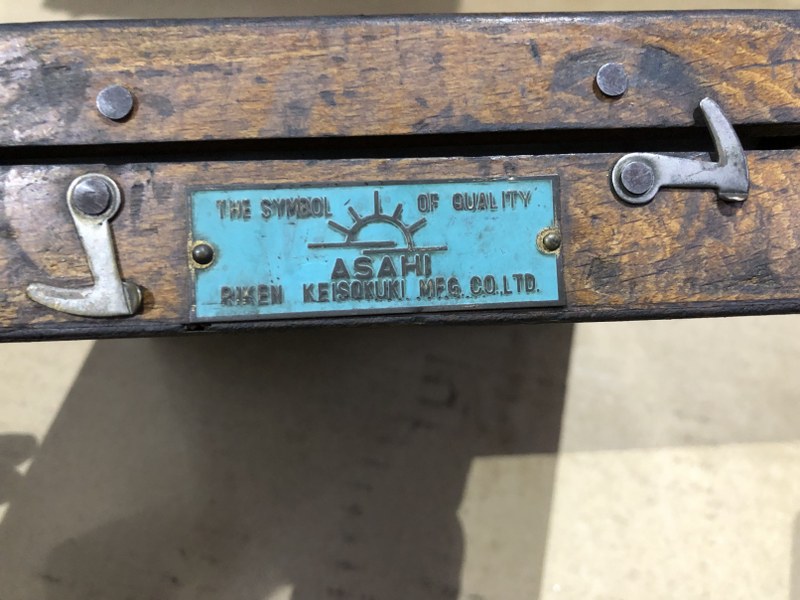 THE SYMBOL OF QUALITY
ASAHI
RIKEN KEISOKUKI MFG.CO.,LTD.